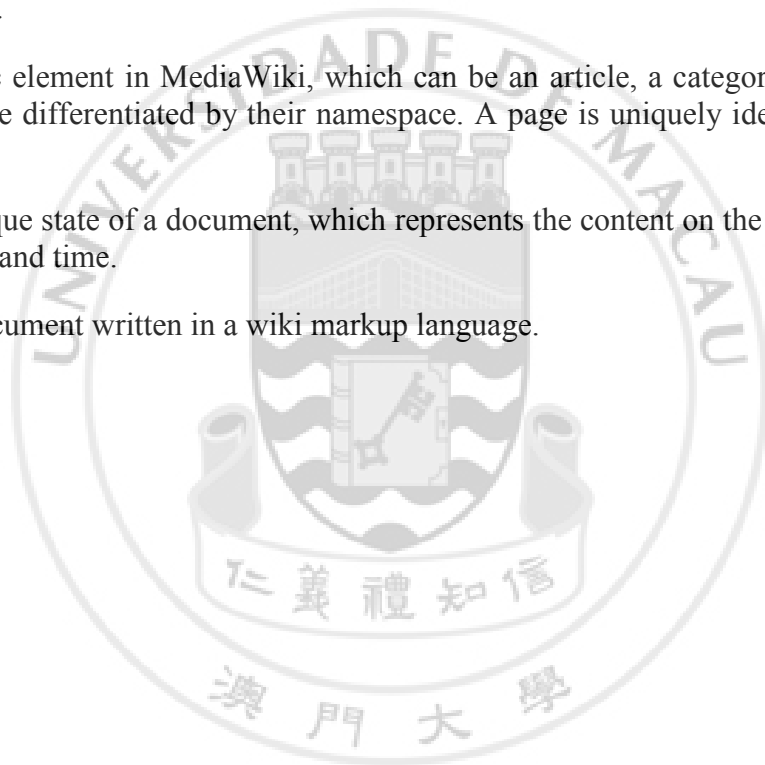 element in MediaWiki, which can be an article, a categor
e differentiated by their namespace. A page is uniquely ide
que state of a document, which represents the content on the
and time.
cument written in a wiki markup language.
UNIVERSIDADE DE MACAU
仁義禮知信
澳門大學